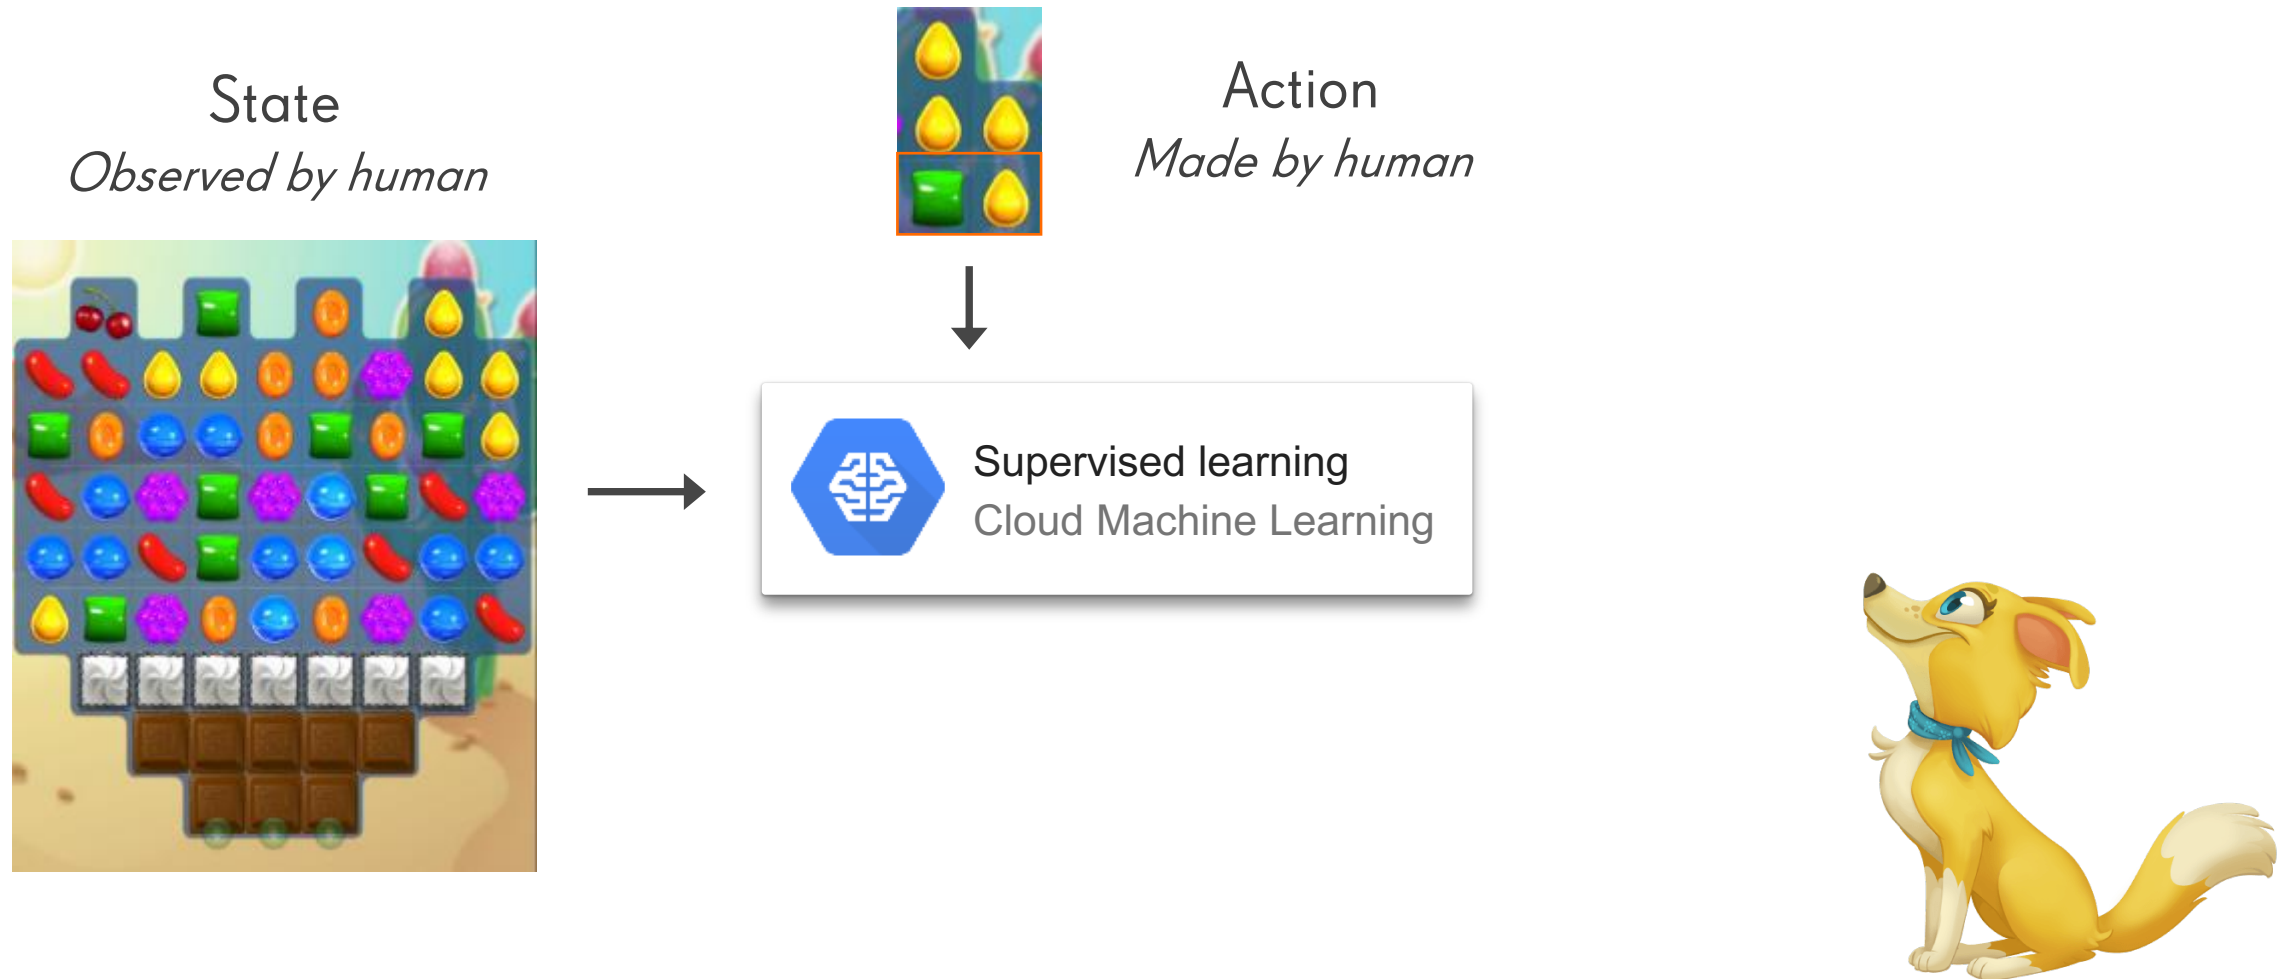 State
Observed by human
Action
Made by human
Supervised learning
Cloud Machine Learning